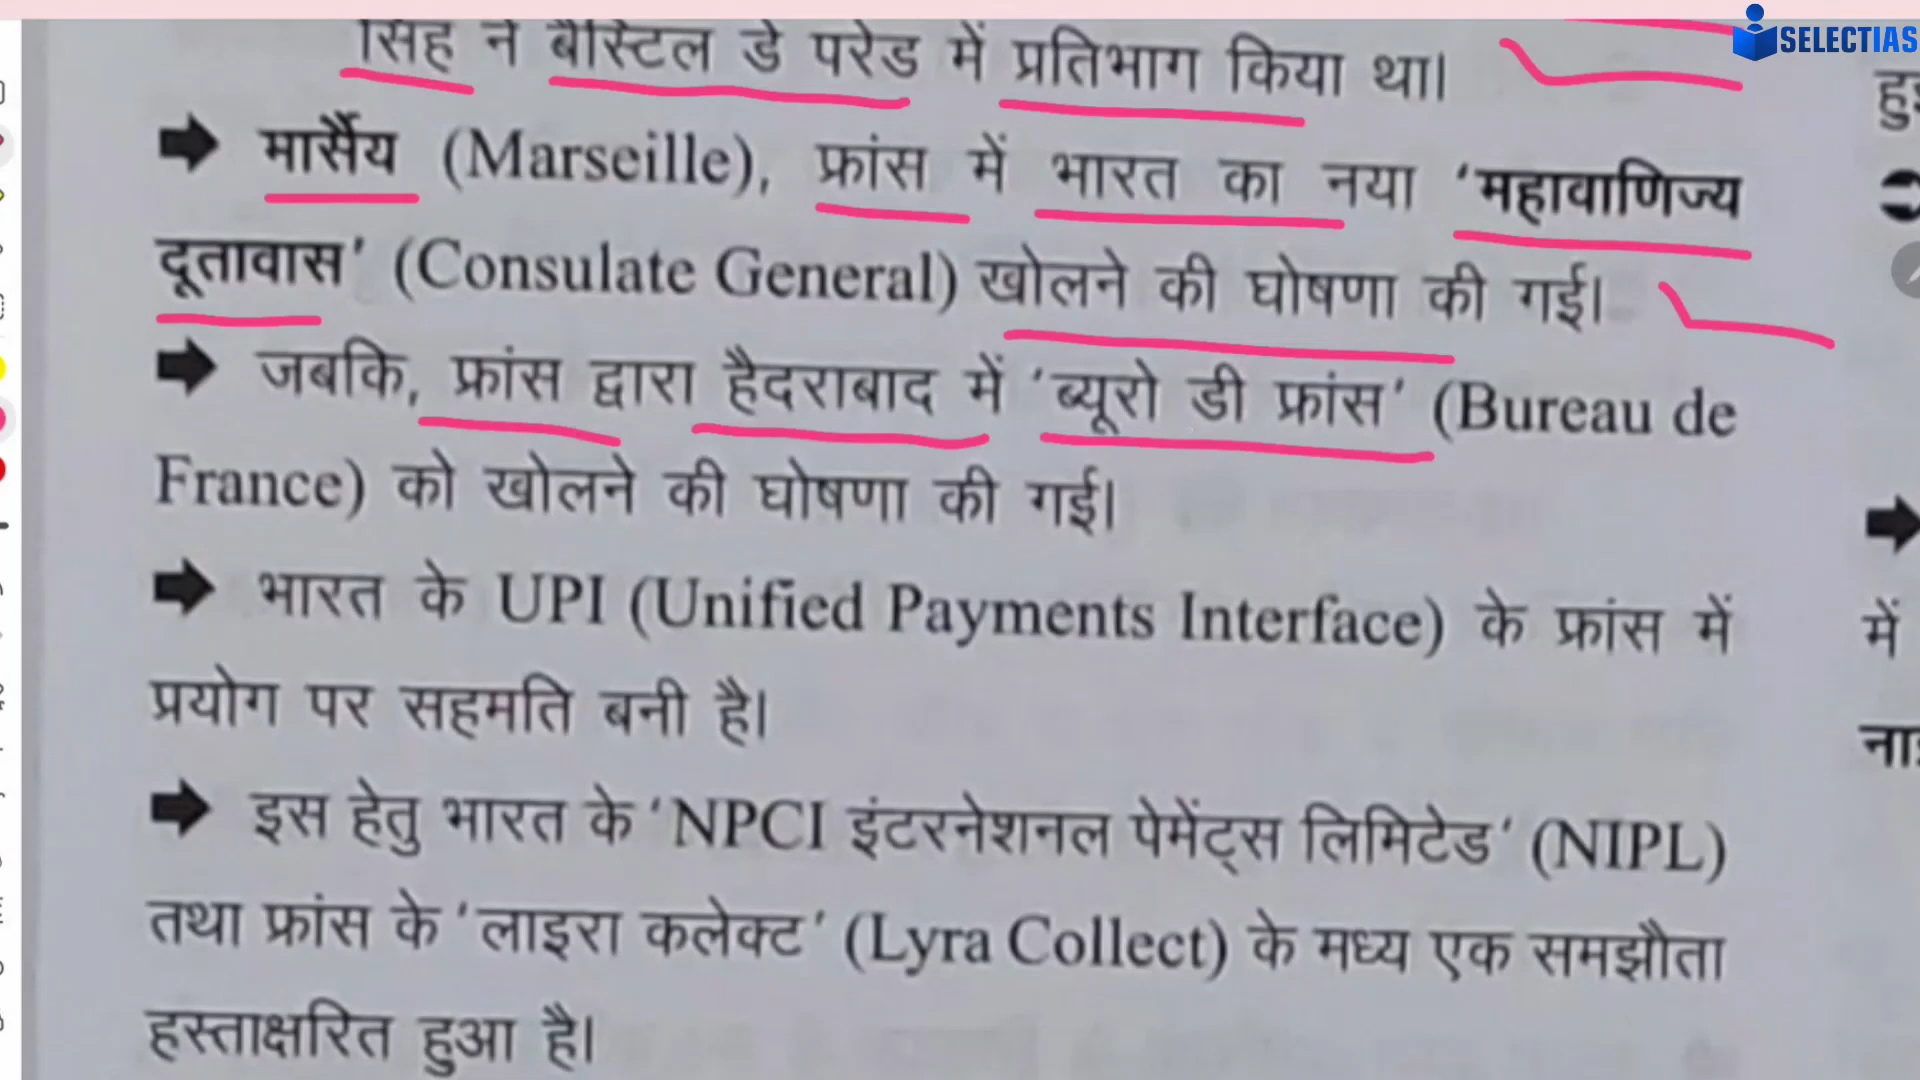 SELECTIAS
सिंह ने बैस्टिल डे परेड में प्रतिभाग किया था।
मार्सैय (Marseille), फ्रांस में भारत का नया ‘महावाणिज्य
दूतावास’ (Consulate General) खोलने की घोषणा की गई।
जबकि, फ्रांस द्वारा हैदराबाद में ‘ब्यूरो डी फ्रांस’ (Bureau de
France) को खोलने की घोषणा की गई।
भारत के UPI (Unified Payments Interface) के फ्रांस में
प्रयोग पर सहमति बनी है।
इस हेतु भारत के ‘NPCI इंटरनेशनल पेमेंट्स लिमिटेड’ (NIPL)
तथा फ्रांस के ‘लाइरा कलेक्ट’ (Lyra Collect) के मध्य एक समझौता
हस्ताक्षरित हुआ है।
में